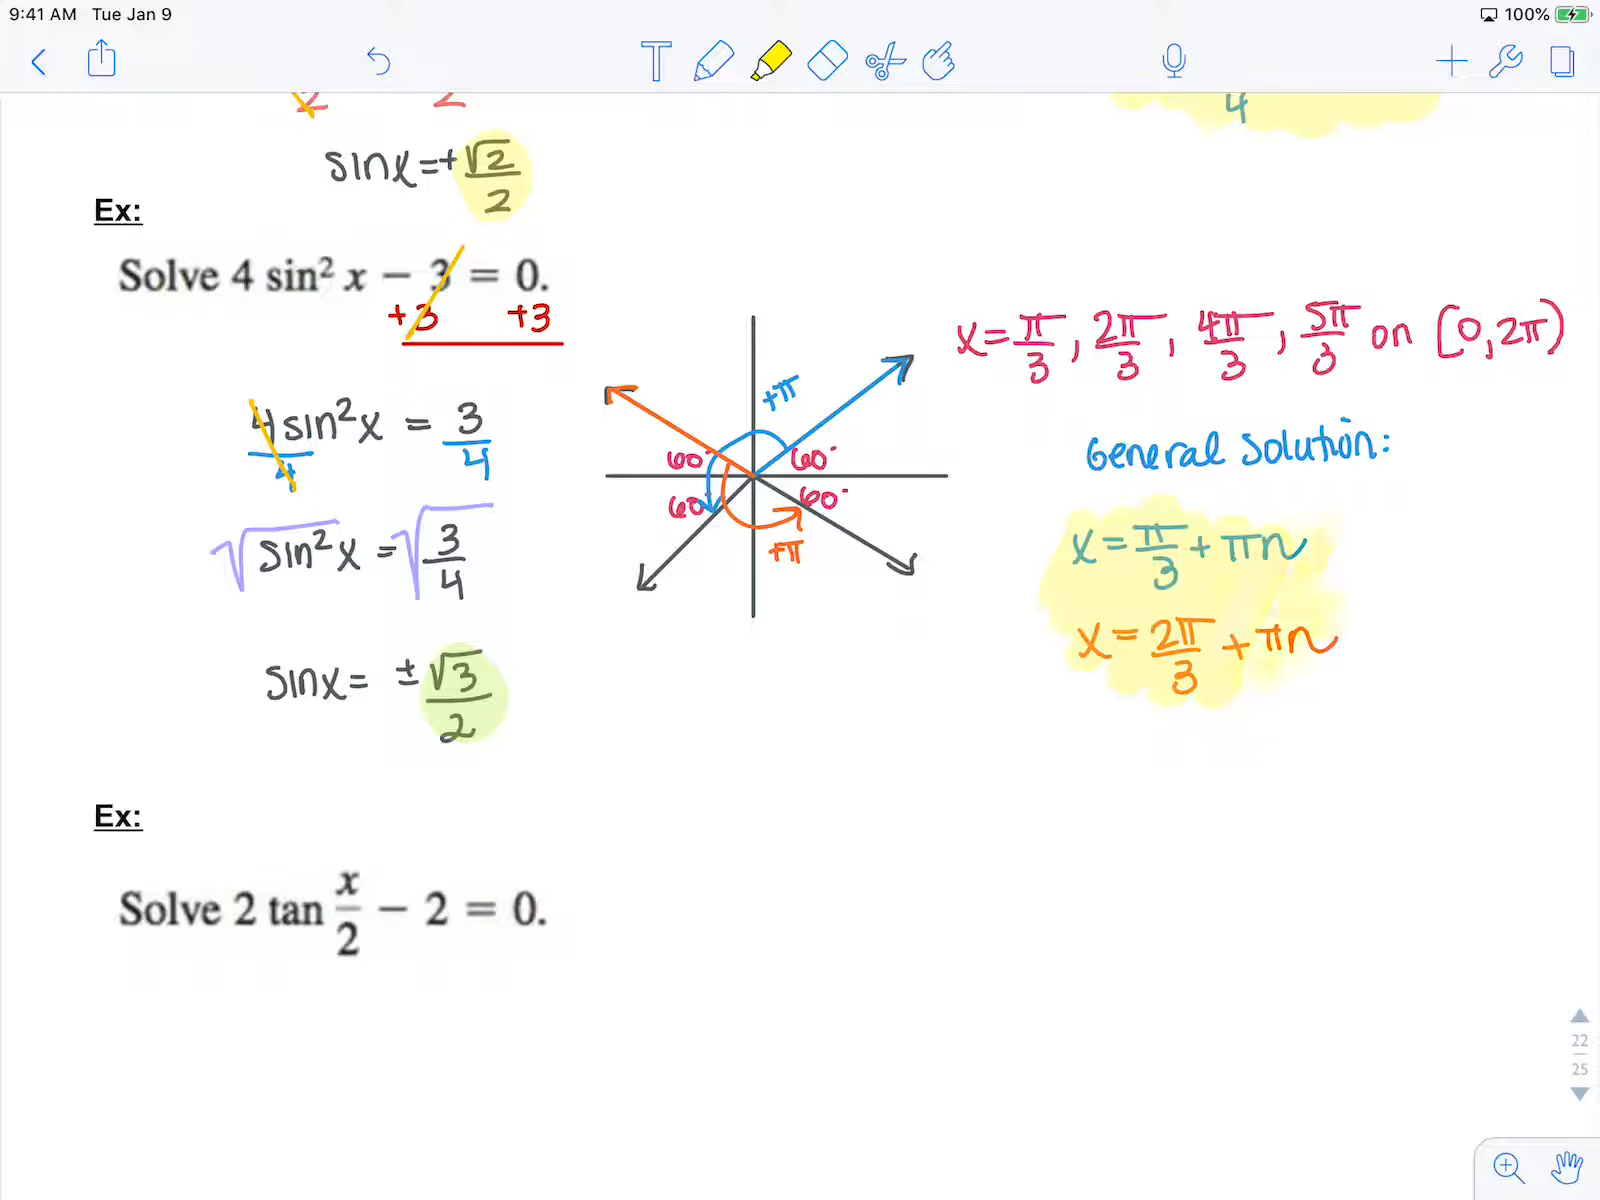 9:41 AM Tue Jan 9
100%
2 2
4
sinx=+√2/2
Ex:
Solve 4 sin² x − 3 = 0.
+3 +3
4sin²x = 3
4 4
√sin²x = √3/4
sinx= ±√3/2
+π
60° 60°
60° 60°
+π
x=π/3, 2π/3, 4π/3, 5π/3 on [0,2π)
General Solution:
x=π/3+πn
x=2π/3+πn
Ex:
Solve 2 tan x/2 − 2 = 0.
22
25